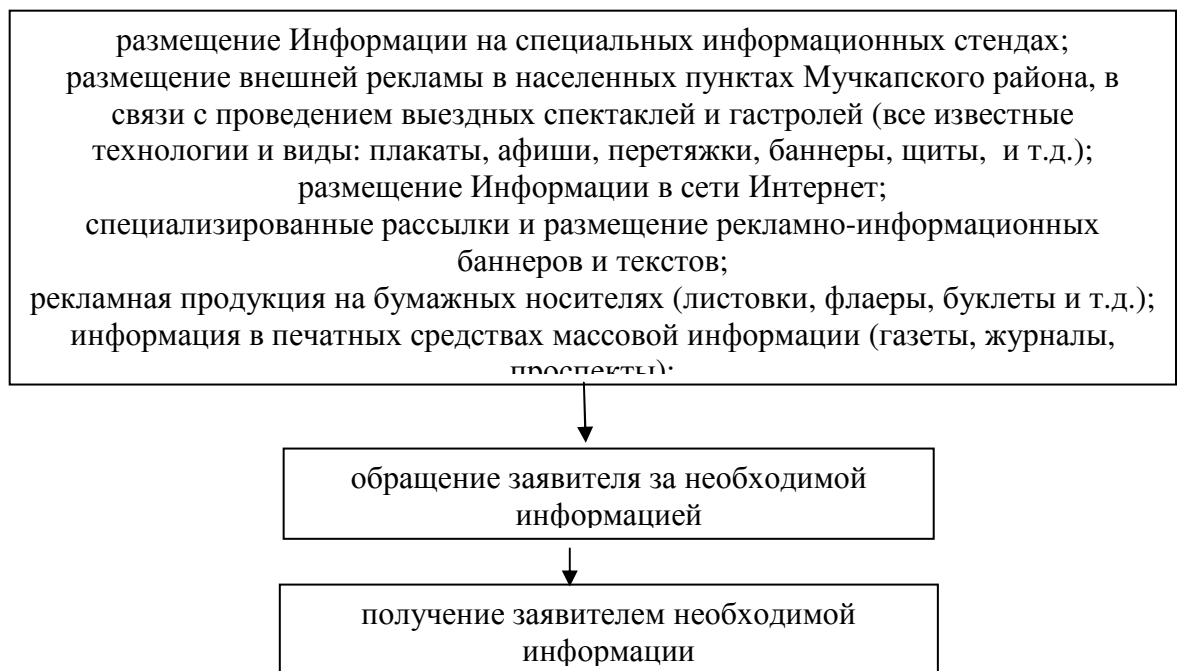 размещение Информации на специальных информационных стендах;
размещение внешней рекламы в населенных пунктах Мучкапского района, в
связи с проведением выездных спектаклей и гастролей (все известные
технологии и виды: плакаты, афиши, перетяжки, баннеры, щиты, и т.д.);
размещение Информации в сети Интернет;
специализированные рассылки и размещение рекламно-информационных
баннеров и текстов;
рекламная продукция на бумажных носителях (листовки, флаеры, буклеты и т.д.);
информация в печатных средствах массовой информации (газеты, журналы,
проспекты);
обращение заявителя за необходимой
информацией
получение заявителем необходимой
информации